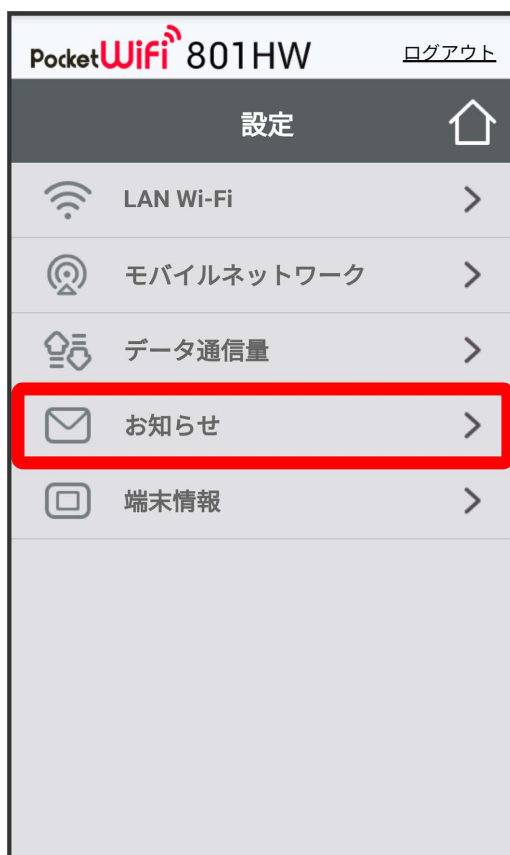 PocketWiFi 801HW ログアウト
設定
LAN Wi-Fi
モバイルネットワーク
データ通信量
お知らせ
端末情報